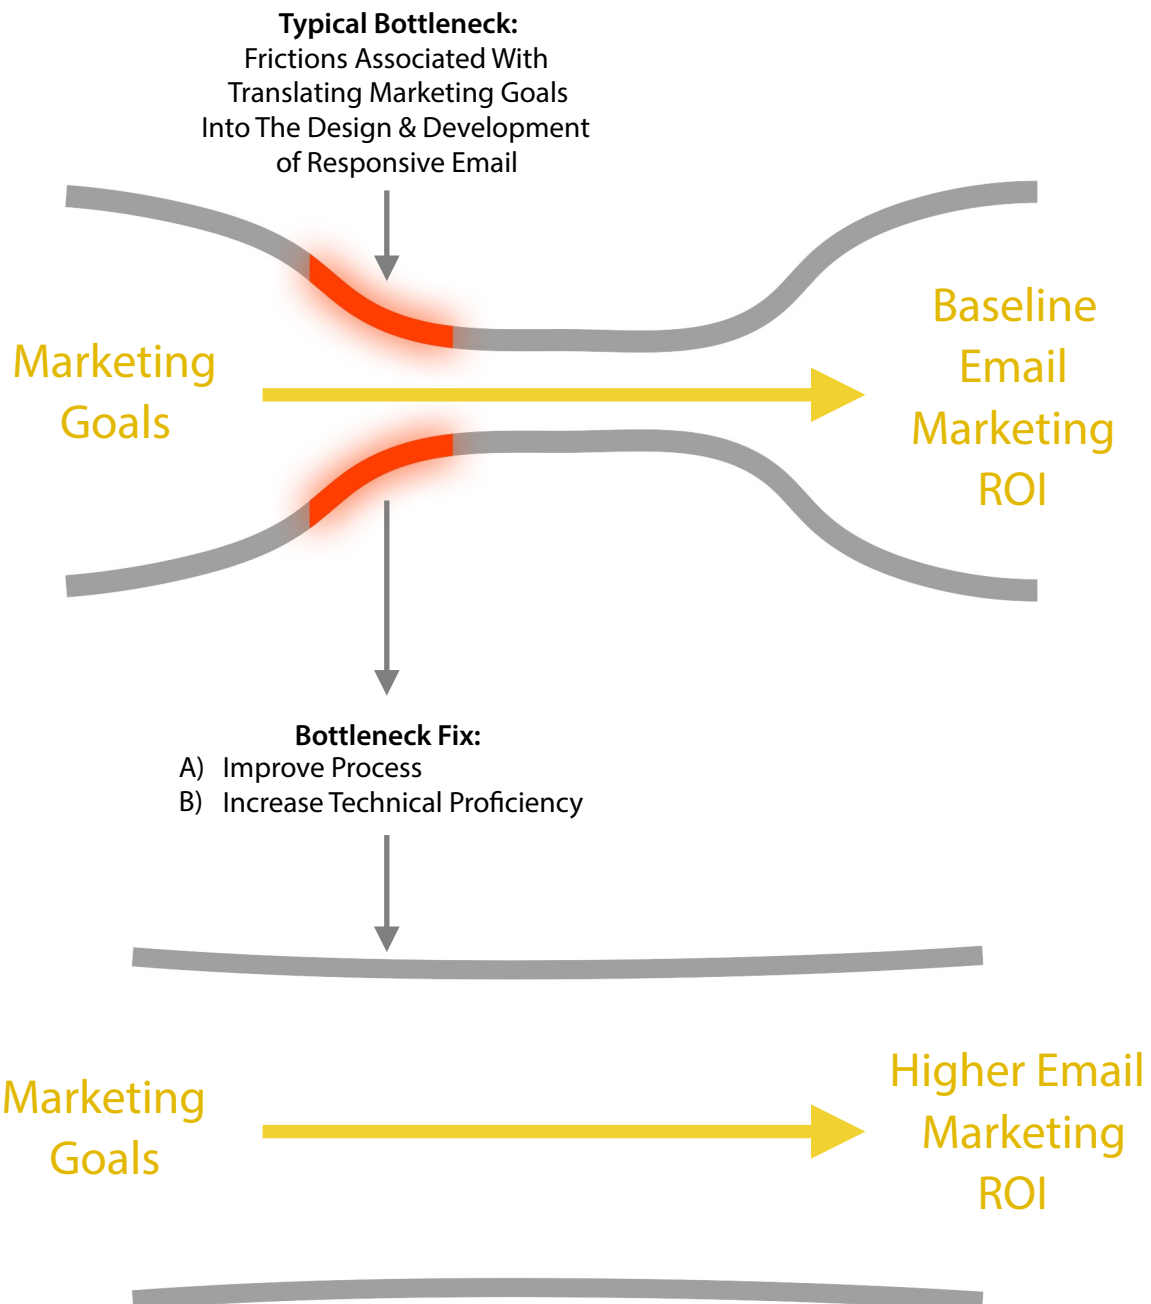 Typical Bottleneck:
Frictions Associated With
Translating Marketing Goals
Into The Design & Development
of Responsive Email
Marketing
Goals
Baseline
Email
Marketing
ROI
Bottleneck Fix:
A) Improve Process
B) Increase Technical Proficiency
Marketing
Goals
Higher Email
Marketing
ROI